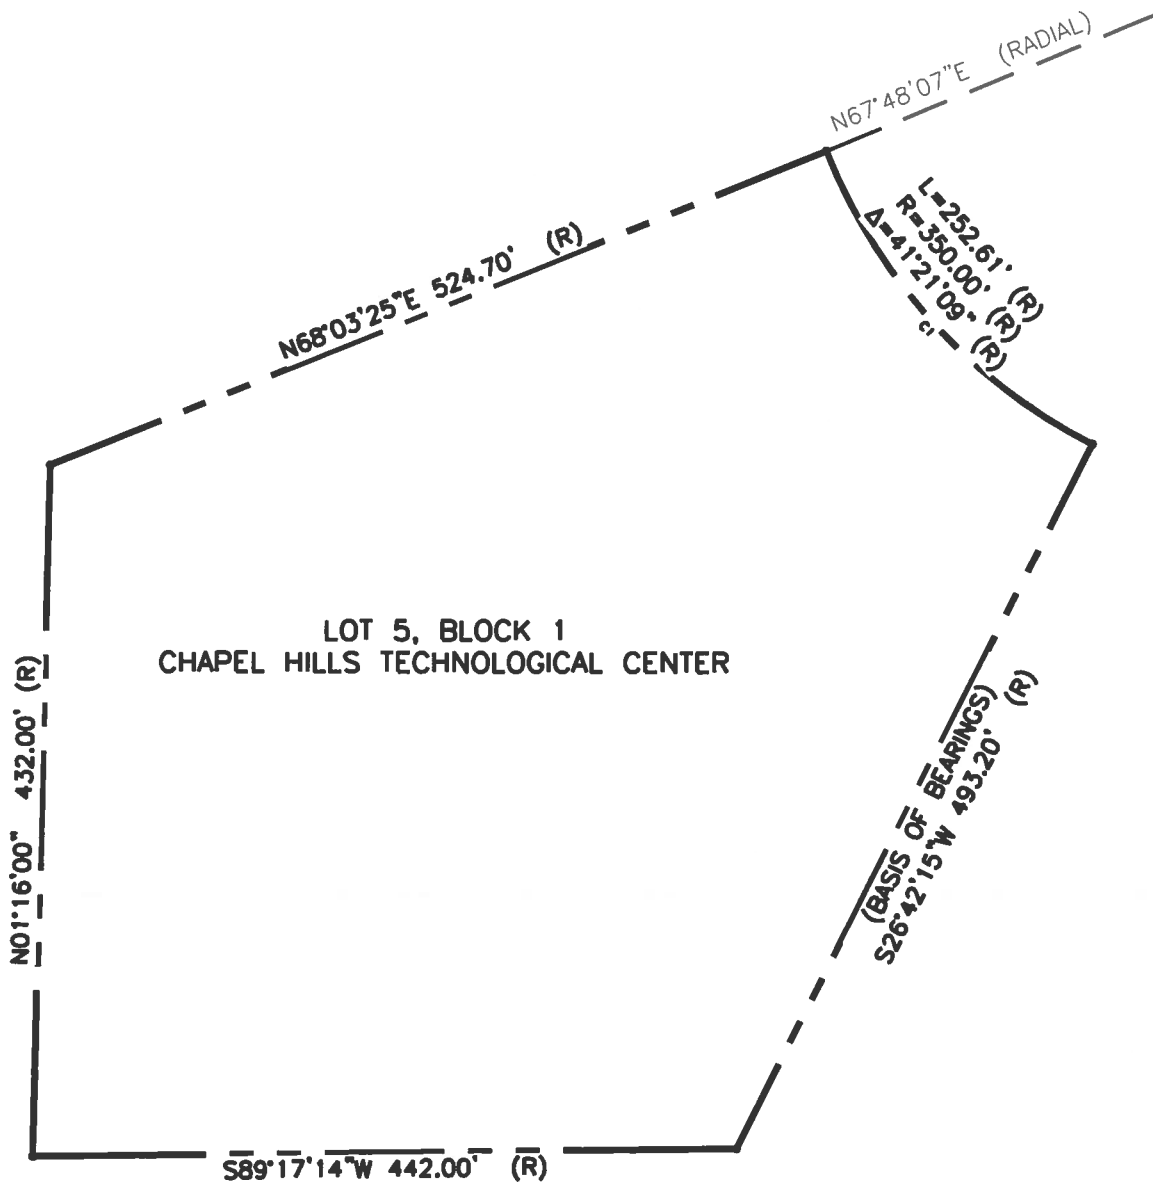 N67°48'07"E (RADIAL)
L=252.61' (R)
R=350.00' (R)
Δ=41°21'09" (R)
C1
N68°03'25"E 524.70' (R)
LOT 5, BLOCK 1
CHAPEL HILLS TECHNOLOGICAL CENTER
N01°16'00" 432.00' (R)
(BASIS OF BEARINGS)
S26°42'15"W 493.20' (R)
S89°17'14"W 442.00' (R)